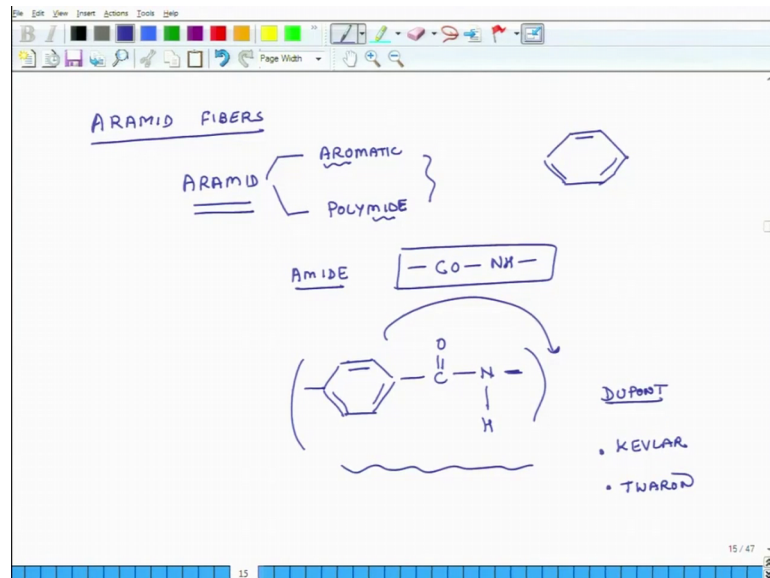 File Edit View Insert Actions Tools Help
B I
Page Width
ARAMID FIBERS
AROMATIC
ARAMID
POLYMIDE
AMIDE — CO — NH —
O
C — N —
H
DUPONT
• KEVLAR
• TWARON
15 / 47
15